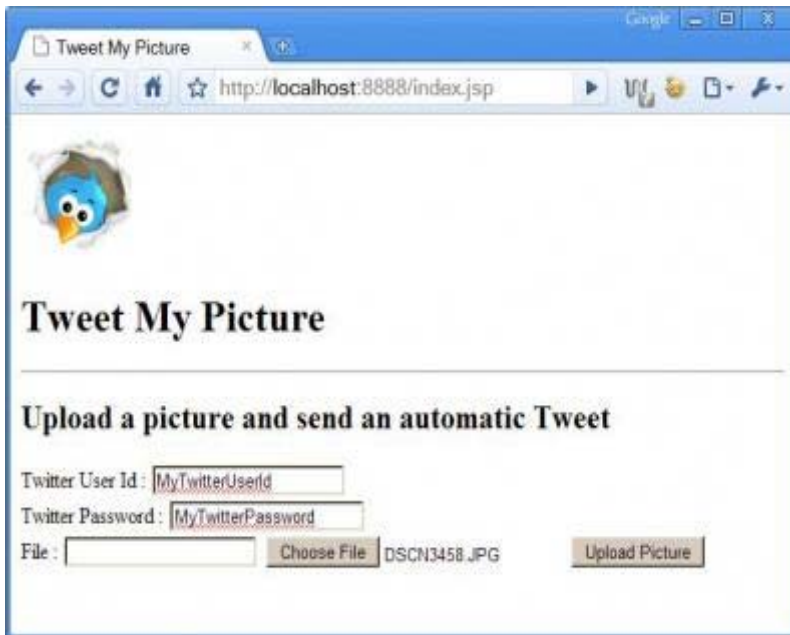 Google
Tweet My Picture
http://localhost:8888/index.jsp
Tweet My Picture
Upload a picture and send an automatic Tweet
Twitter User Id : MyTwitterUserId
Twitter Password : MyTwitterPassword
File : Choose File DSCN3458.JPG Upload Picture